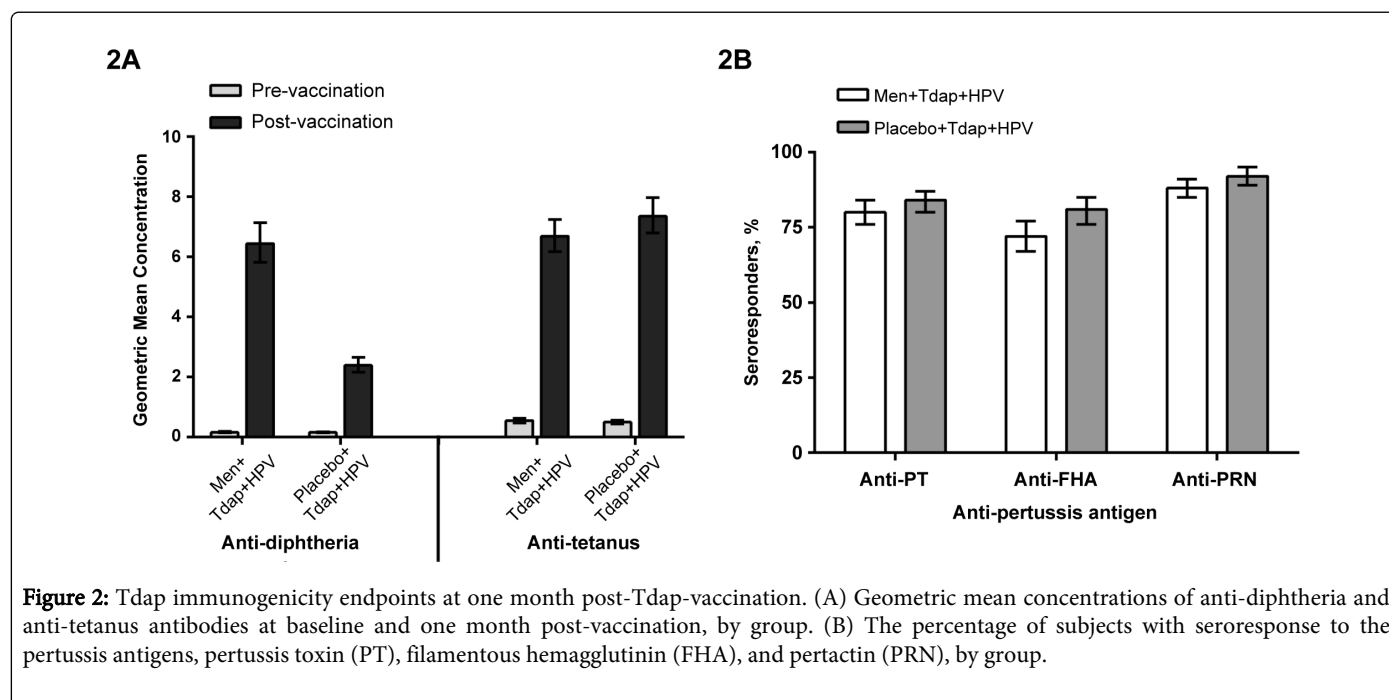 2A
Pre-vaccination
Post-vaccination
Geometric Mean Concentration
10
8
6
4
2
0
Men+
Tdap+HPV
Placebo+
Tdap+HPV
Men+
Tdap+HPV
Placebo+
Tdap+HPV
Anti-diphtheria
Anti-tetanus
2B
Men+Tdap+HPV
Placebo+Tdap+HPV
Seroresponders, %
100
75
50
25
0
Anti-PT
Anti-FHA
Anti-PRN
Anti-pertussis antigen
Figure 2: Tdap immunogenicity endpoints at one month post-Tdap-vaccination. (A) Geometric mean concentrations of anti-diphtheria and
anti-tetanus antibodies at baseline and one month post-vaccination, by group. (B) The percentage of subjects with seroresponse to the
pertussis antigens, pertussis toxin (PT), filamentous hemagglutinin (FHA), and pertactin (PRN), by group.